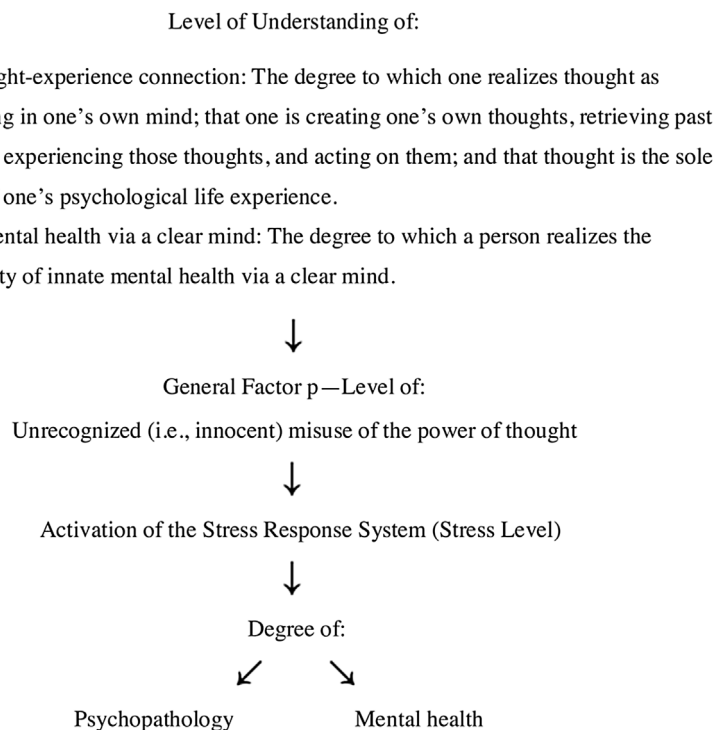 Level of Understanding of:
ght-experience connection: The degree to which one realizes thought as
g in one’s own mind; that one is creating one’s own thoughts, retrieving past
experiencing those thoughts, and acting on them; and that thought is the sole
one’s psychological life experience.
ental health via a clear mind: The degree to which a person realizes the
ty of innate mental health via a clear mind.
↓
General Factor p—Level of:
Unrecognized (i.e., innocent) misuse of the power of thought
↓
Activation of the Stress Response System (Stress Level)
↓
Degree of:
↙ ↘
Psychopathology Mental health